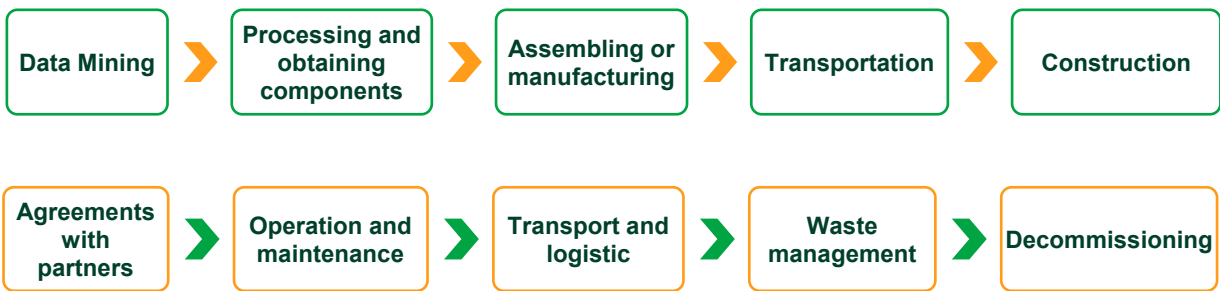 Data Mining
Processing and
obtaining
components
Assembling or
manufacturing
Transportation
Construction
Agreements
with
partners
Operation and
maintenance
Transport and
logistic
Waste
management
Decommissioning